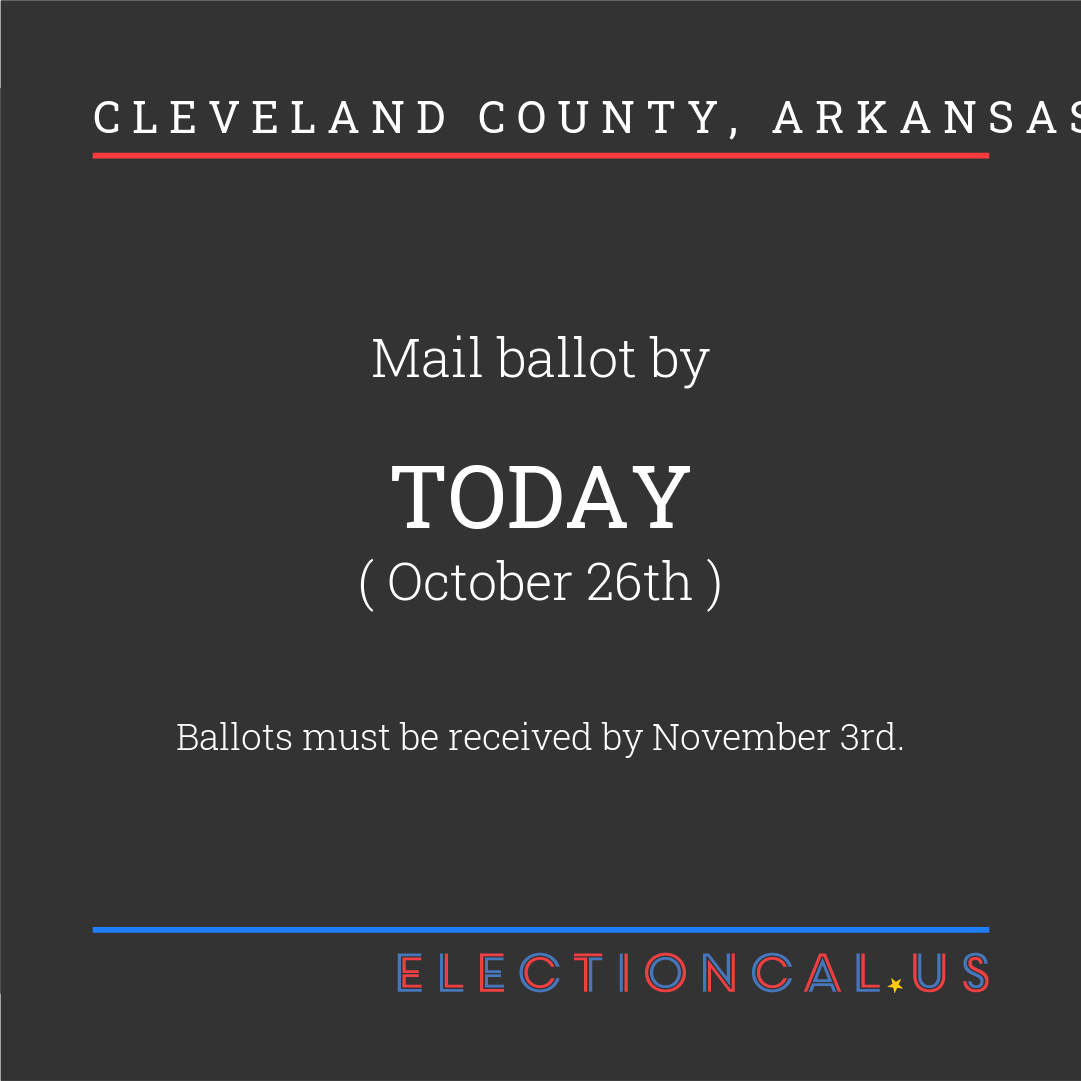 CLEVELAND COUNTY, ARKANSAS
Mail ballot by
TODAY
( October 26th )
Ballots must be received by November 3rd.
ELECTIONCAL.US